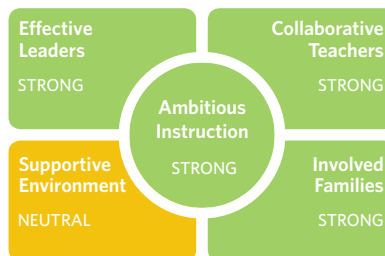 Effective
Leaders
STRONG
Collaborative
Teachers
STRONG
Ambitious
Instruction
STRONG
Supportive
Environment
NEUTRAL
Involved
Families
STRONG